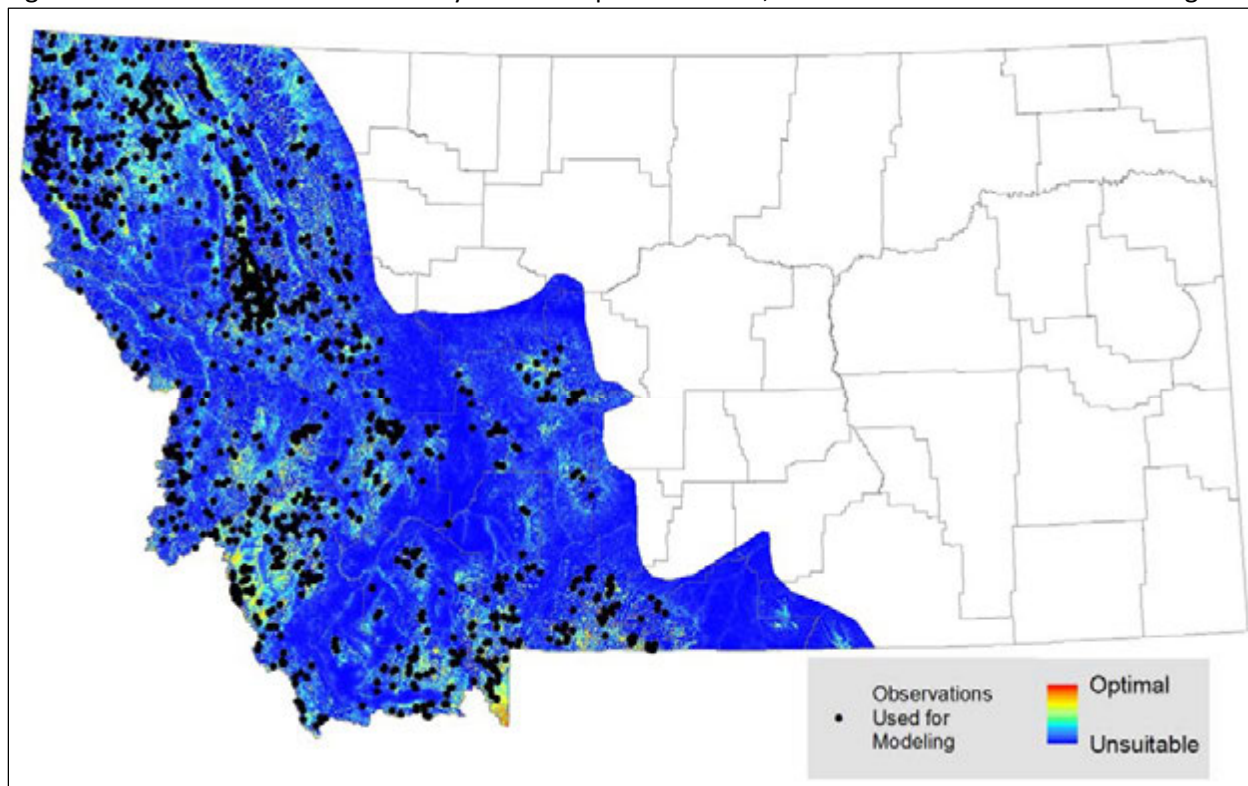 Observations
Used for
Modeling
Optimal
Unsuitable